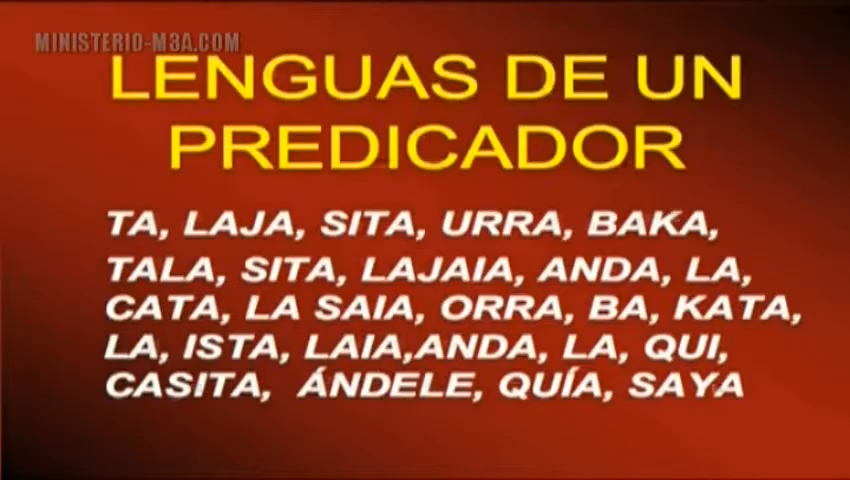 MINISTERIO-M3A.COM
LENGUAS DE UN
PREDICADOR
TA, LAJA, SITA, URRA, BAKA,
TALA, SITA, LAJAIA, ANDA, LA,
CATA, LA SAIA, ORRA, BA, KATA,
LA, ISTA, LAIA,ANDA, LA, QUI,
CASITA, ÁNDELE, QUÍA, SAYA